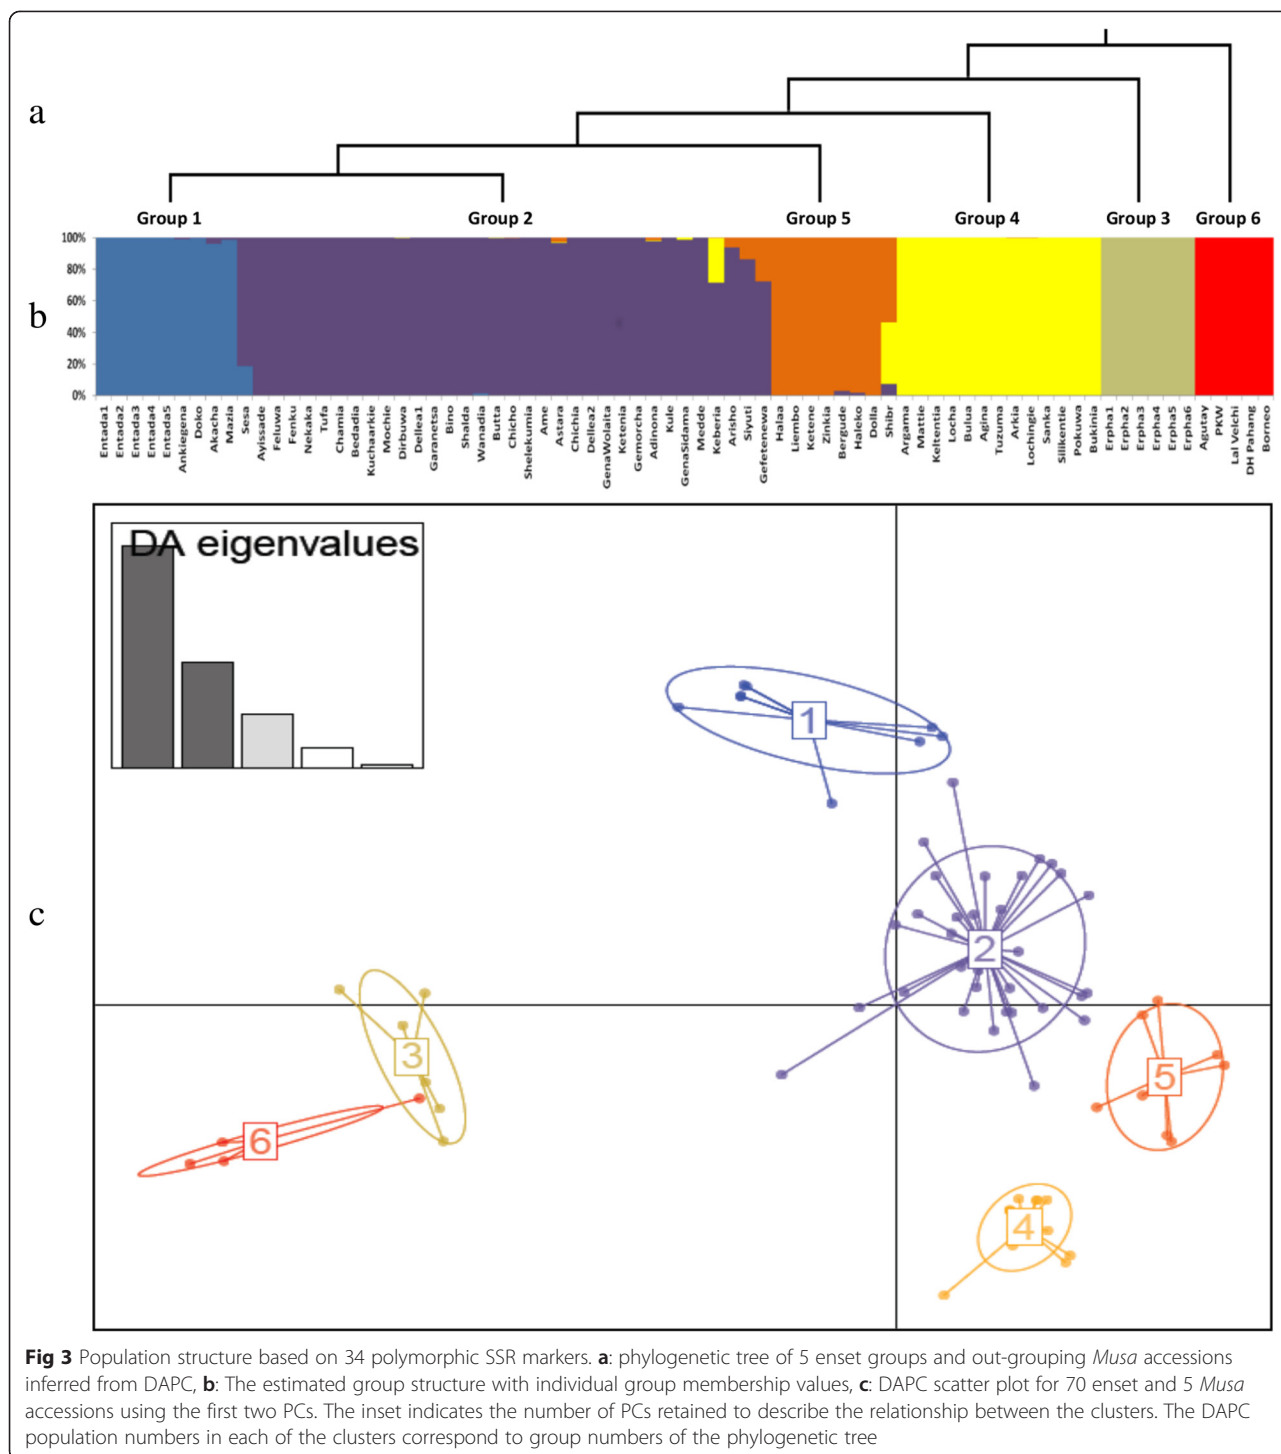 a
Group 1 Group 2 Group 5 Group 4 Group 3 Group 6
b
100%
80%
60%
40%
20%
0%
Entada1
Entada2
Entada3
Entada4
Entada5
Ankiegena
Doko
Akacha
Mazia
Sesa
Ayissade
Feluwa
Fenku
Nekaka
Tufa
Chamia
Bedadia
Kuchaarkie
Mochie
Dirbuwa
Dellea1
Garanetsa
Bino
Shalda
Wanadia
Butta
Chicho
Shelekumia
Ame
Astara
Chichia
Dellea2
GenaWolaita
Ketenia
Gemorcha
Adinona
Kule
GenaSidama
Medde
Keberia
Arisho
Siyuti
Gefetenewa
Halaa
Liembo
Ketene
Zinkia
Bergude
Haleko
Dolla
Shibr
Argama
Mattie
Keltentia
Locha
Bulua
Agina
Tuzuma
Arkia
Lochingie
Sanka
Silikentie
Pokuwa
Bukinia
Erpha1
Erpha2
Erpha3
Erpha4
Erpha5
Erpha6
Agutay
PKW
Lal Velchi
DH Pahang
Borneo
c
DA eigenvalues
1
2
3
5
6
4
Fig 3 Population structure based on 34 polymorphic SSR markers. a: phylogenetic tree of 5 enset groups and out-grouping Musa accessions
inferred from DAPC, b: The estimated group structure with individual group membership values, c: DAPC scatter plot for 70 enset and 5 Musa
accessions using the first two PCs. The inset indicates the number of PCs retained to describe the relationship between the clusters. The DAPC
population numbers in each of the clusters correspond to group numbers of the phylogenetic tree